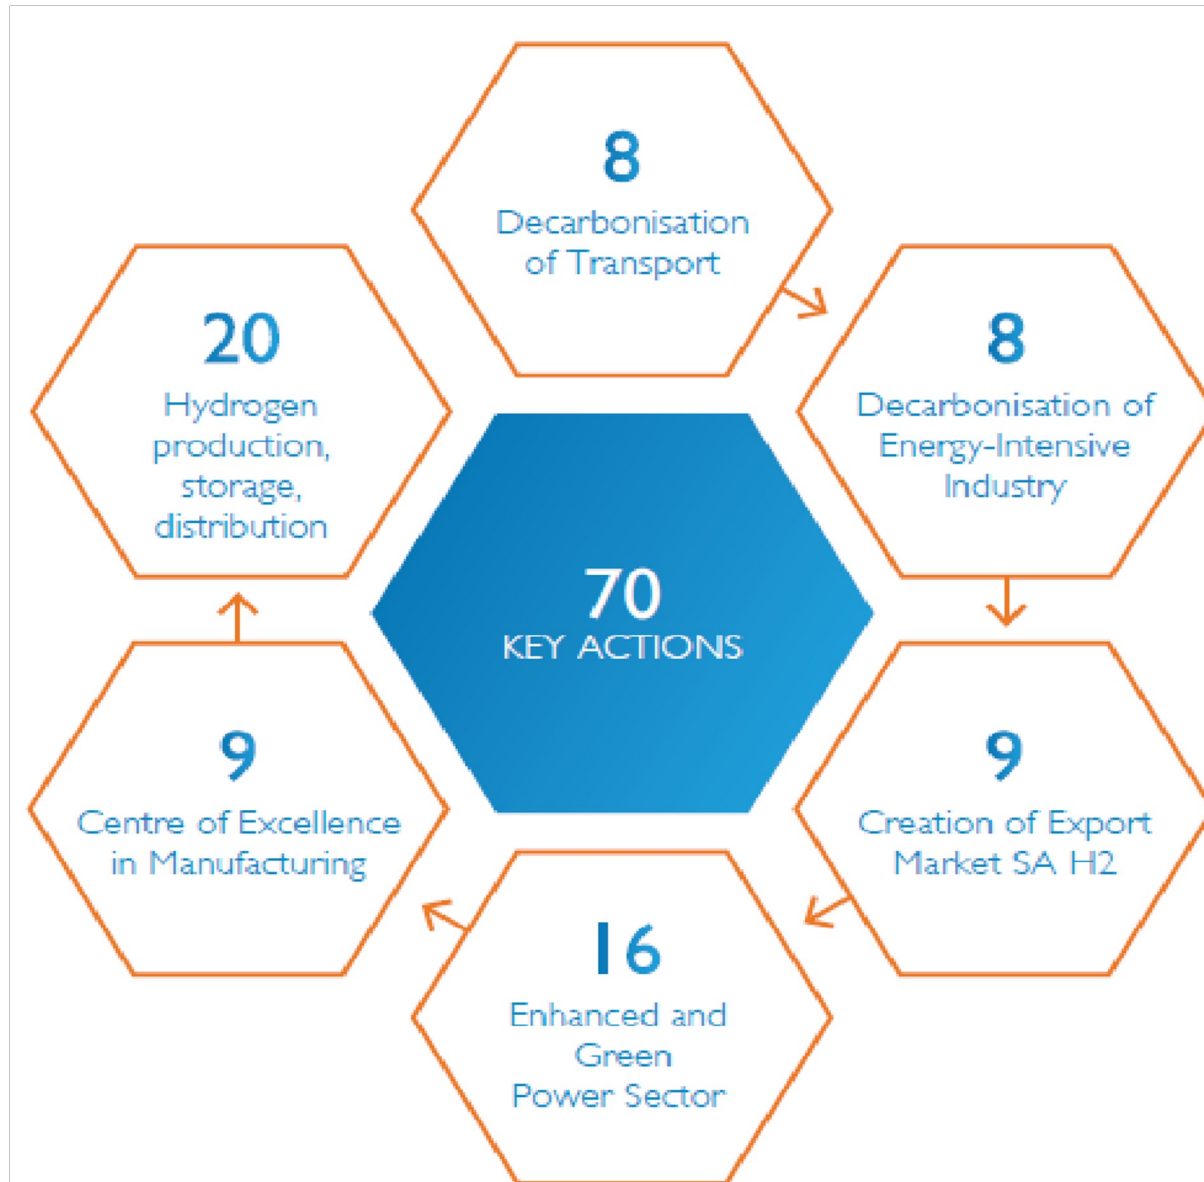 8
Decarbonisation
of Transport
8
Decarbonisation of
Energy-Intensive
Industry
9
Creation of Export
Market SA H2
16
Enhanced and
Green
Power Sector
9
Centre of Excellence
in Manufacturing
20
Hydrogen
production,
storage,
distribution
70
KEY ACTIONS